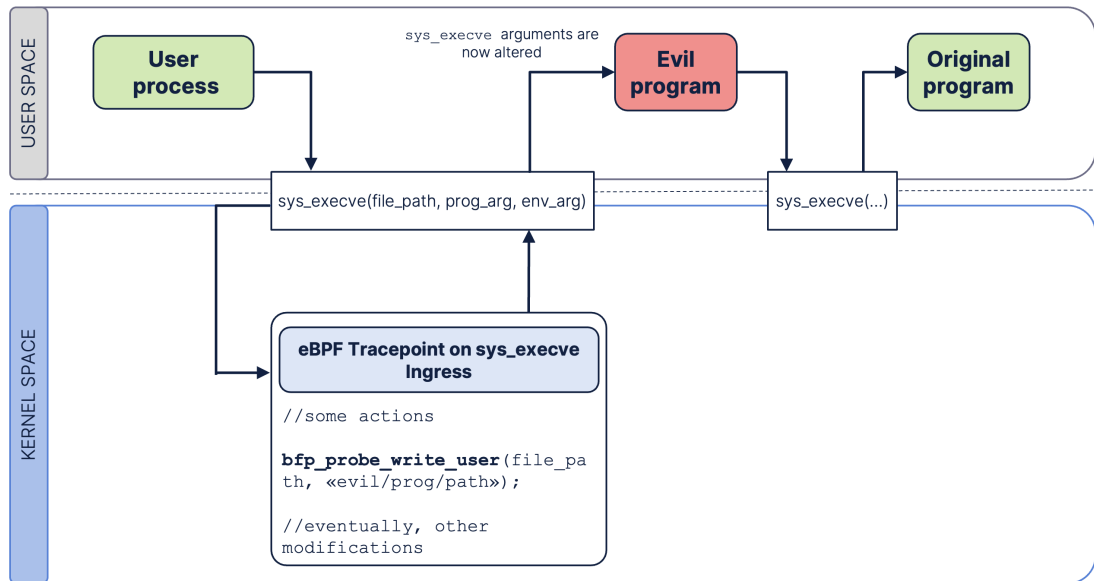 USER SPACE
User
process
sys_execve arguments are
now altered
Evil
program
Original
program
sys_execve(file_path, prog_arg, env_arg)
sys_execve(...)
KERNEL SPACE
eBPF Tracepoint on sys_execve
Ingress
//some actions
bfp_probe_write_user(file_pa
th, «evil/prog/path»);
//eventually, other
modifications